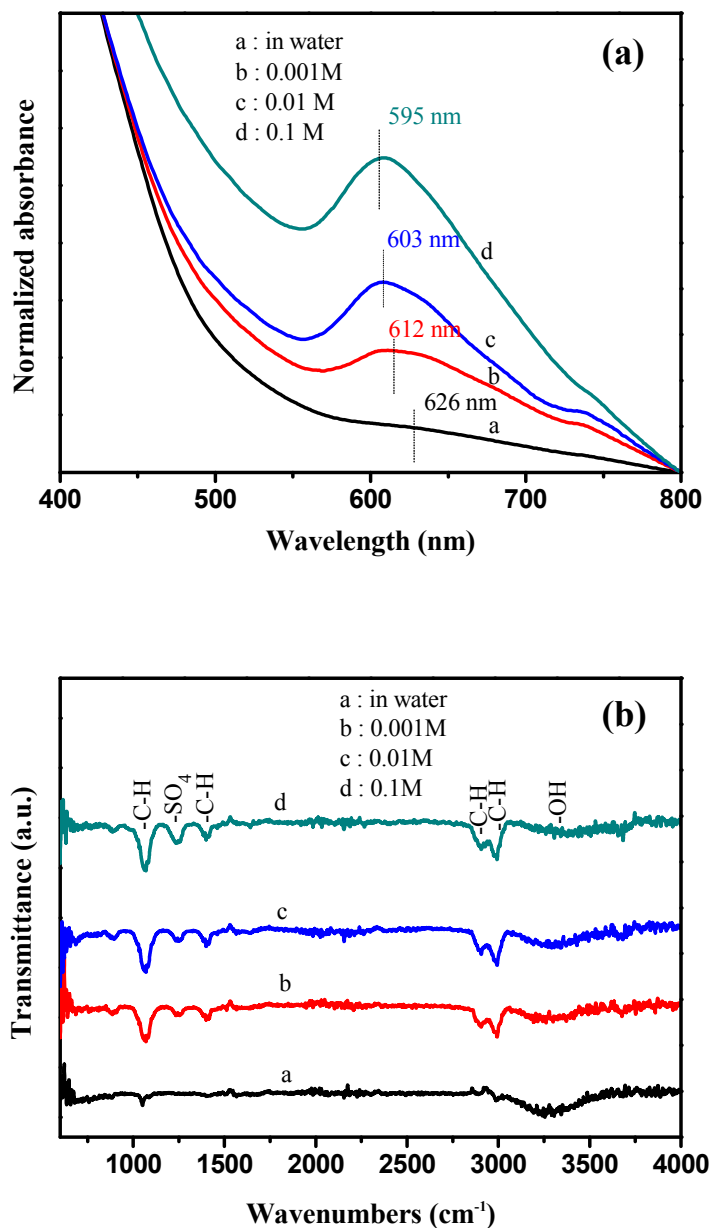 a : in water
(a)
b : 0.001M
c : 0.01 M
d : 0.1 M
595 nm
603 nm
d
612 nm
c
b
626 nm
a
Normalized absorbance
400 500 600 700 800
Wavelength (nm)
a : in water
(b)
b : 0.001M
c : 0.01M
d : 0.1M
-C-H
-SO4
-C-H
-C-H
-C-H
-OH
d
c
b
a
Transmittance (a.u.)
1000 1500 2000 2500 3000 3500 4000
Wavenumbers (cm-1)